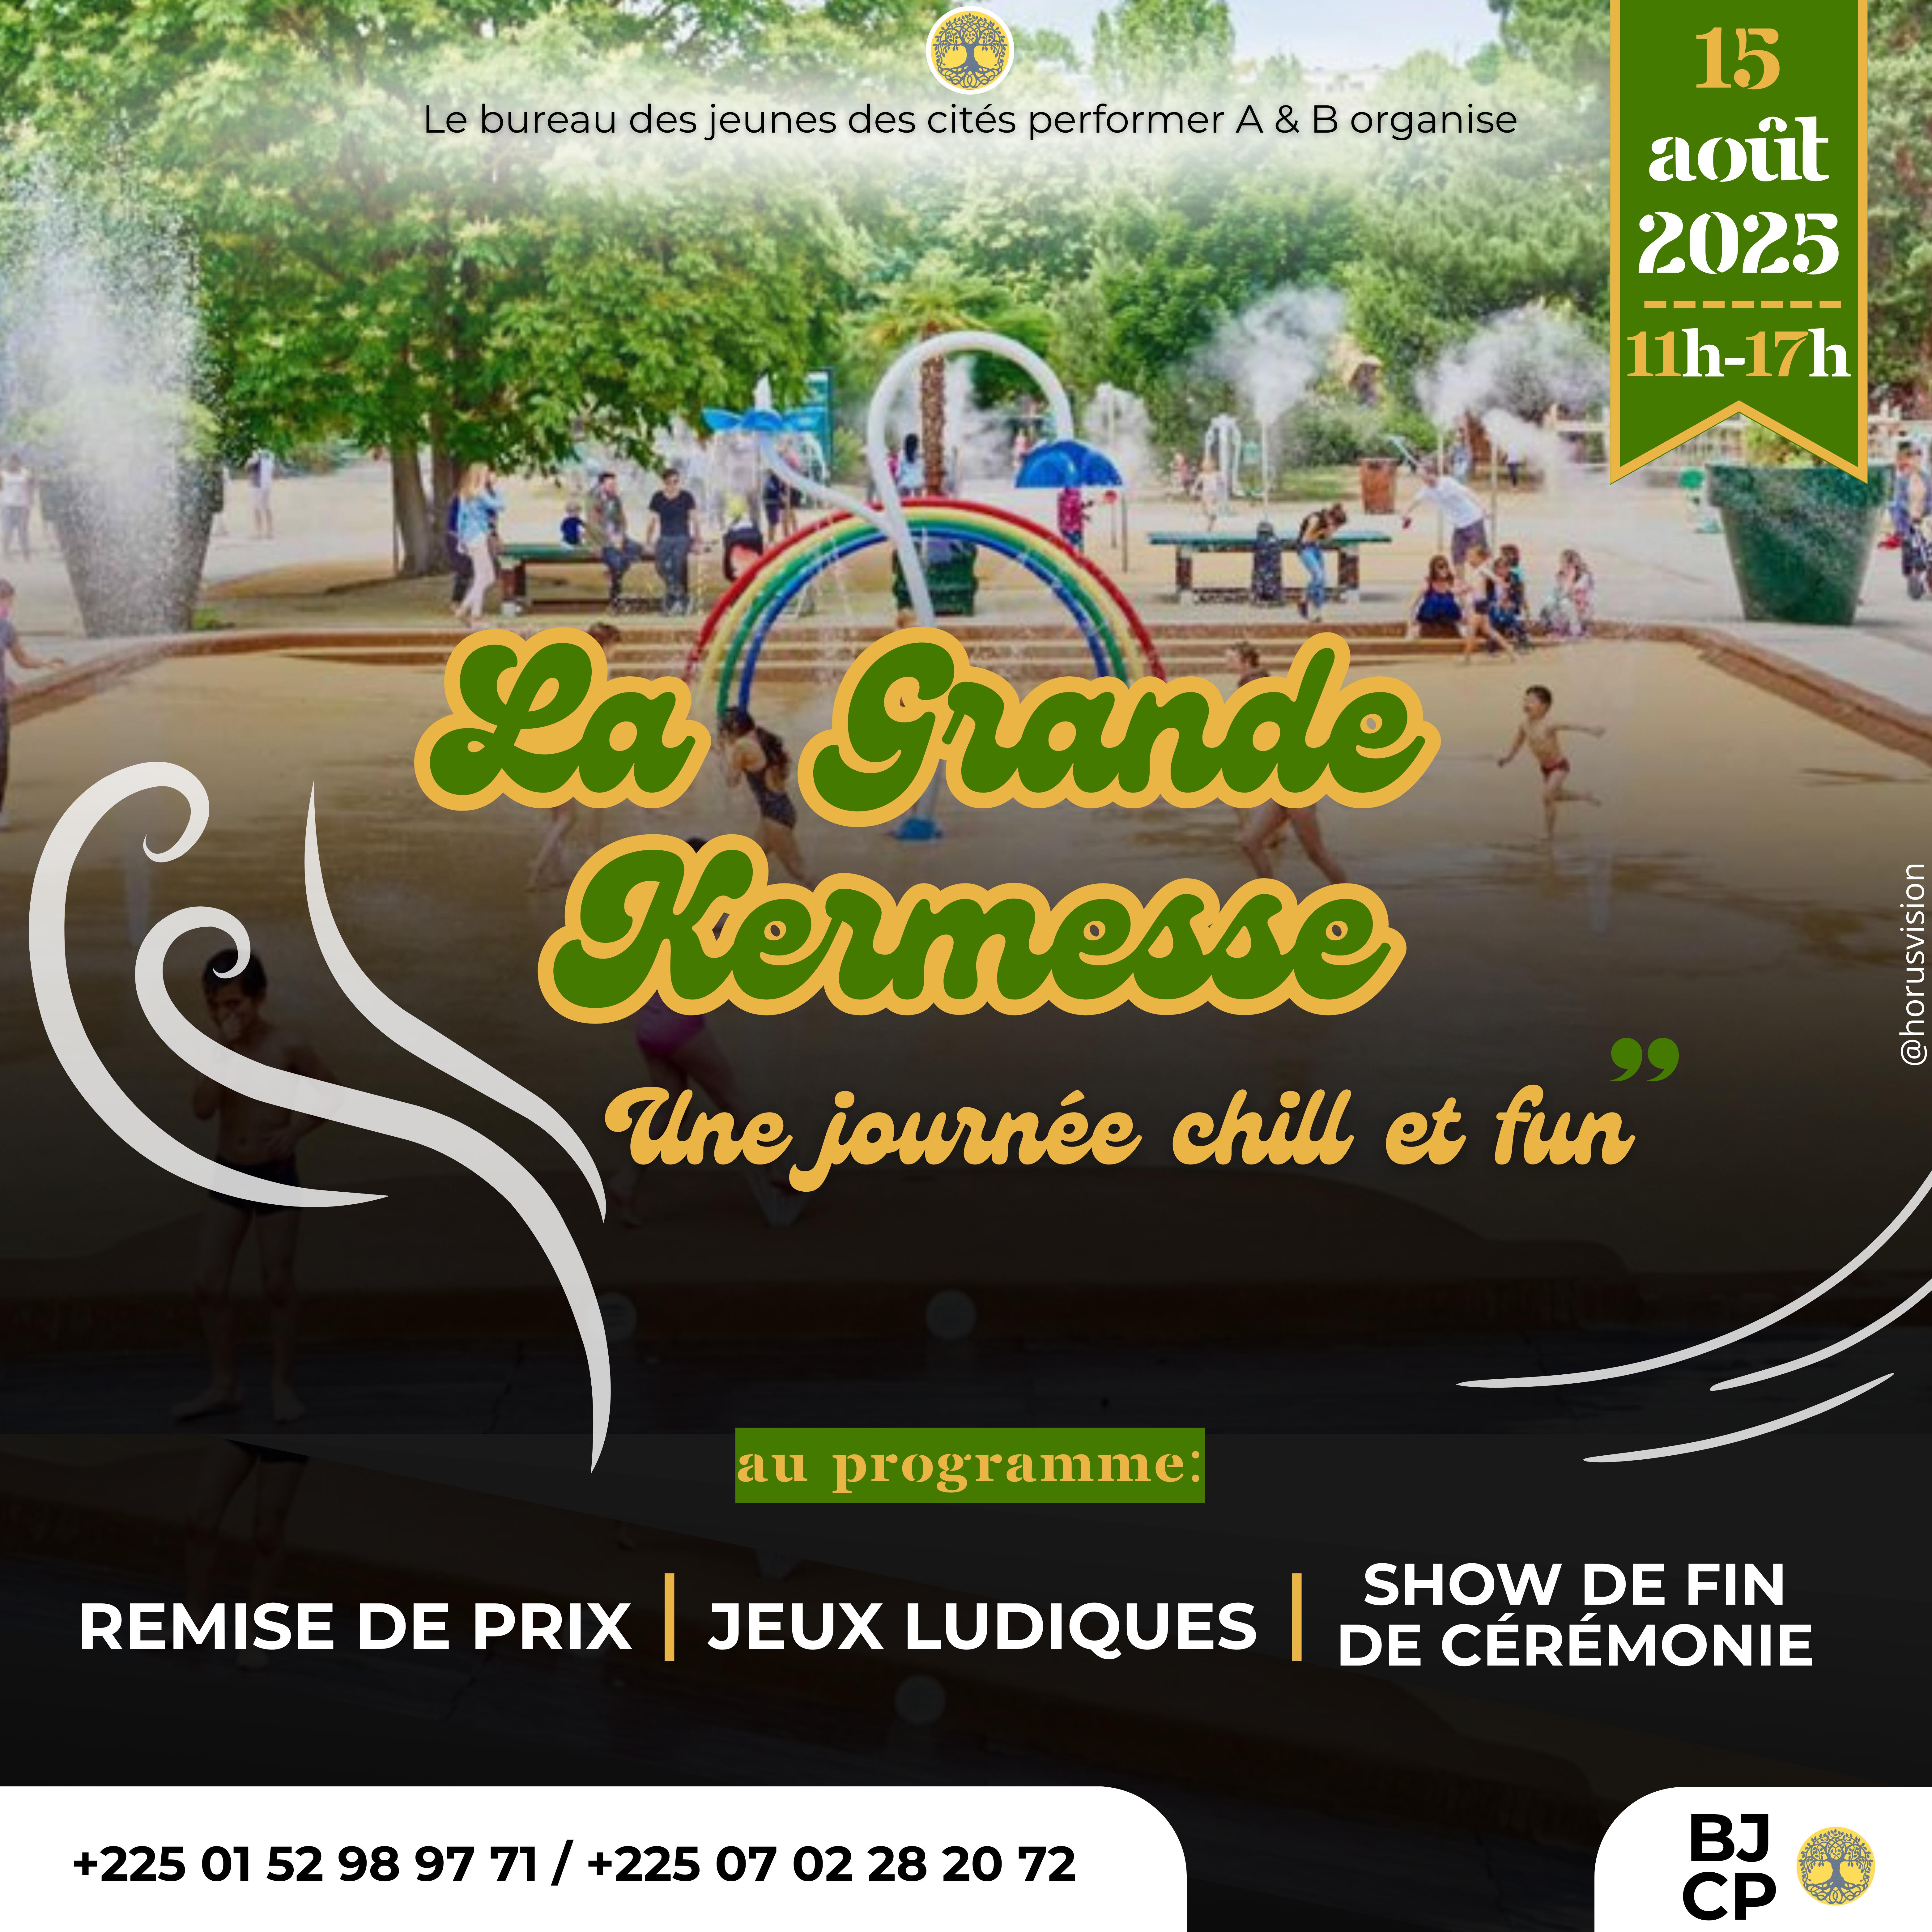 Le bureau des jeunes des cités performer A & B organise
15
août
2025
11h-17h
La Grande
Kermesse
”
Une journée chill et fun
@horusvision
au programme:
REMISE DE PRIX
JEUX LUDIQUES
SHOW DE FIN
DE CÉRÉMONIE
+225 01 52 98 97 71 / +225 07 02 28 20 72
BJ
CP